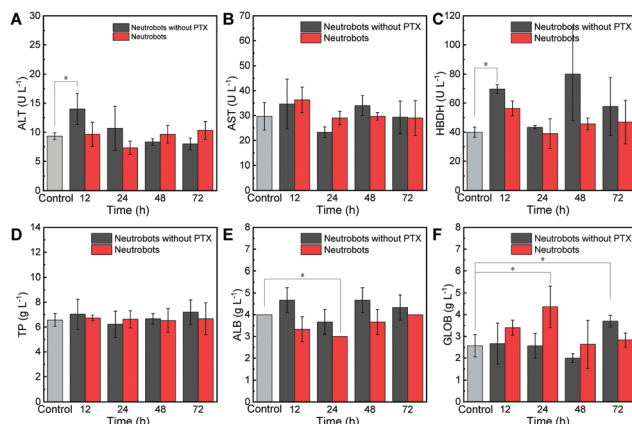 A
ALT (U L⁻¹)
30
25
20
15
10
5
0
Neutrobots without PTX
Neutrobots
*
Control 12 24 48 72
Time (h)
B
AST (U L⁻¹)
80
70
60
50
40
30
20
10
0
Neutrobots without PTX
Neutrobots
Control 12 24 48 72
Time (h)
C
HBDH (U L⁻¹)
120
100
80
60
40
20
0
Neutrobots without PTX
Neutrobots
*
Control 12 24 48 72
Time (h)
D
TP (g L⁻¹)
14
12
10
8
6
4
2
0
Neutrobots without PTX
Neutrobots
Control 12 24 48 72
Time (h)
E
ALB (g L⁻¹)
8
7
6
5
4
3
2
1
0
Neutrobots without PTX
Neutrobots
*
Control 12 24 48 72
Time (h)
F
GLOB (g L⁻¹)
8
7
6
5
4
3
2
1
0
Neutrobots without PTX
Neutrobots
*
*
Control 12 24 48 72
Time (h)